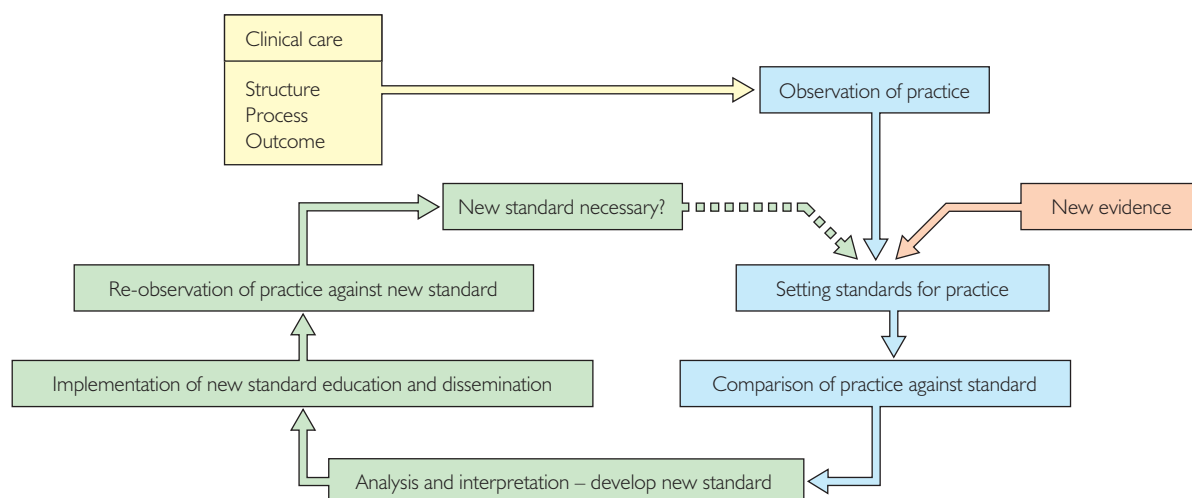 Clinical care
Structure
Process
Outcome
Observation of practice
New standard necessary?
New evidence
Re-observation of practice against new standard
Setting standards for practice
Implementation of new standard education and dissemination
Comparison of practice against standard
Analysis and interpretation – develop new standard